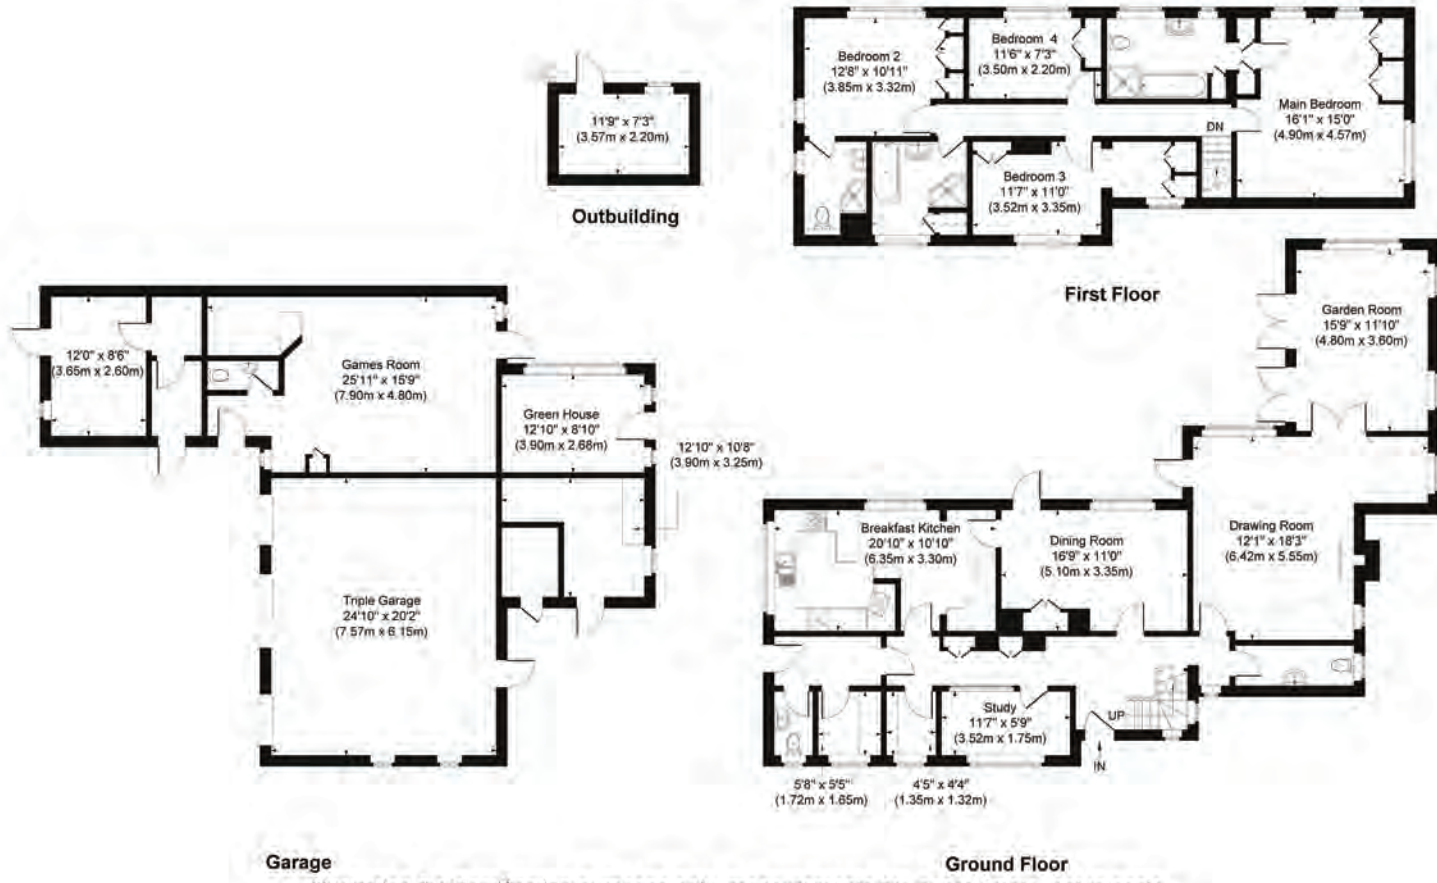 Bedroom 2
12'8" x 10'11"
(3.85m x 3.32m)
Bedroom 4
11'6" x 7'3"
(3.50m x 2.20m)
Main Bedroom
16'1" x 15'0"
(4.90m x 4.57m)
DN
Bedroom 3
11'7" x 11'0"
(3.52m x 3.35m)
First Floor
11'9" x 7'3"
(3.57m x 2.20m)
Outbuilding
12'0" x 8'6"
(3.65m x 2.60m)
Games Room
25'11" x 15'9"
(7.90m x 4.80m)
Green House
12'10" x 8'10"
(3.90m x 2.68m)
12'10" x 10'8"
(3.90m x 3.25m)
Triple Garage
24'10" x 20'2"
(7.57m x 6.15m)
Garage
Garden Room
15'9" x 11'10"
(4.80m x 3.60m)
Breakfast Kitchen
20'10" x 10'10"
(6.35m x 3.30m)
Dining Room
16'9" x 11'0"
(5.10m x 3.35m)
Drawing Room
12'1" x 18'3"
(6.42m x 5.55m)
Study
11'7" x 5'9"
(3.52m x 1.75m)
UP
IN
5'8" x 5'5"
(1.72m x 1.65m)
4'5" x 4'4"
(1.35m x 1.32m)
Ground Floor